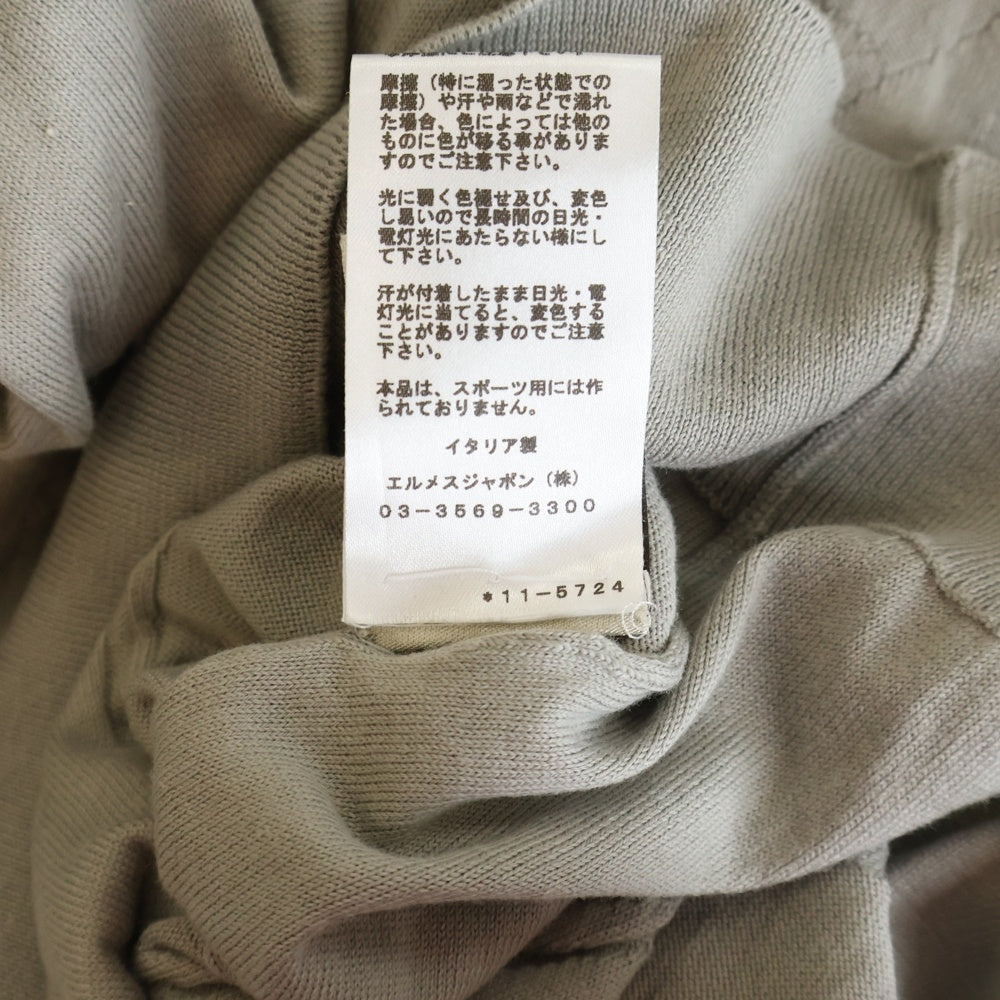 摩擦（特に湿った状態での
摩擦）や汗や雨などで濡れ
た場合、色によっては他の
ものに色が移る事がありま
すのでご注意下さい。
光に弱く色褪せ及び、変色
し易いので長時間の日光・
電灯光にあたらない様にし
て下さい。
汗が付着したまま日光・電
灯光に当てると、変色する
ことがありますのでご注意
下さい。
本品は、スポーツ用には作
られておりません。
イタリア製
エルメスジャポン（株）
03-3569-3300
*11-5724